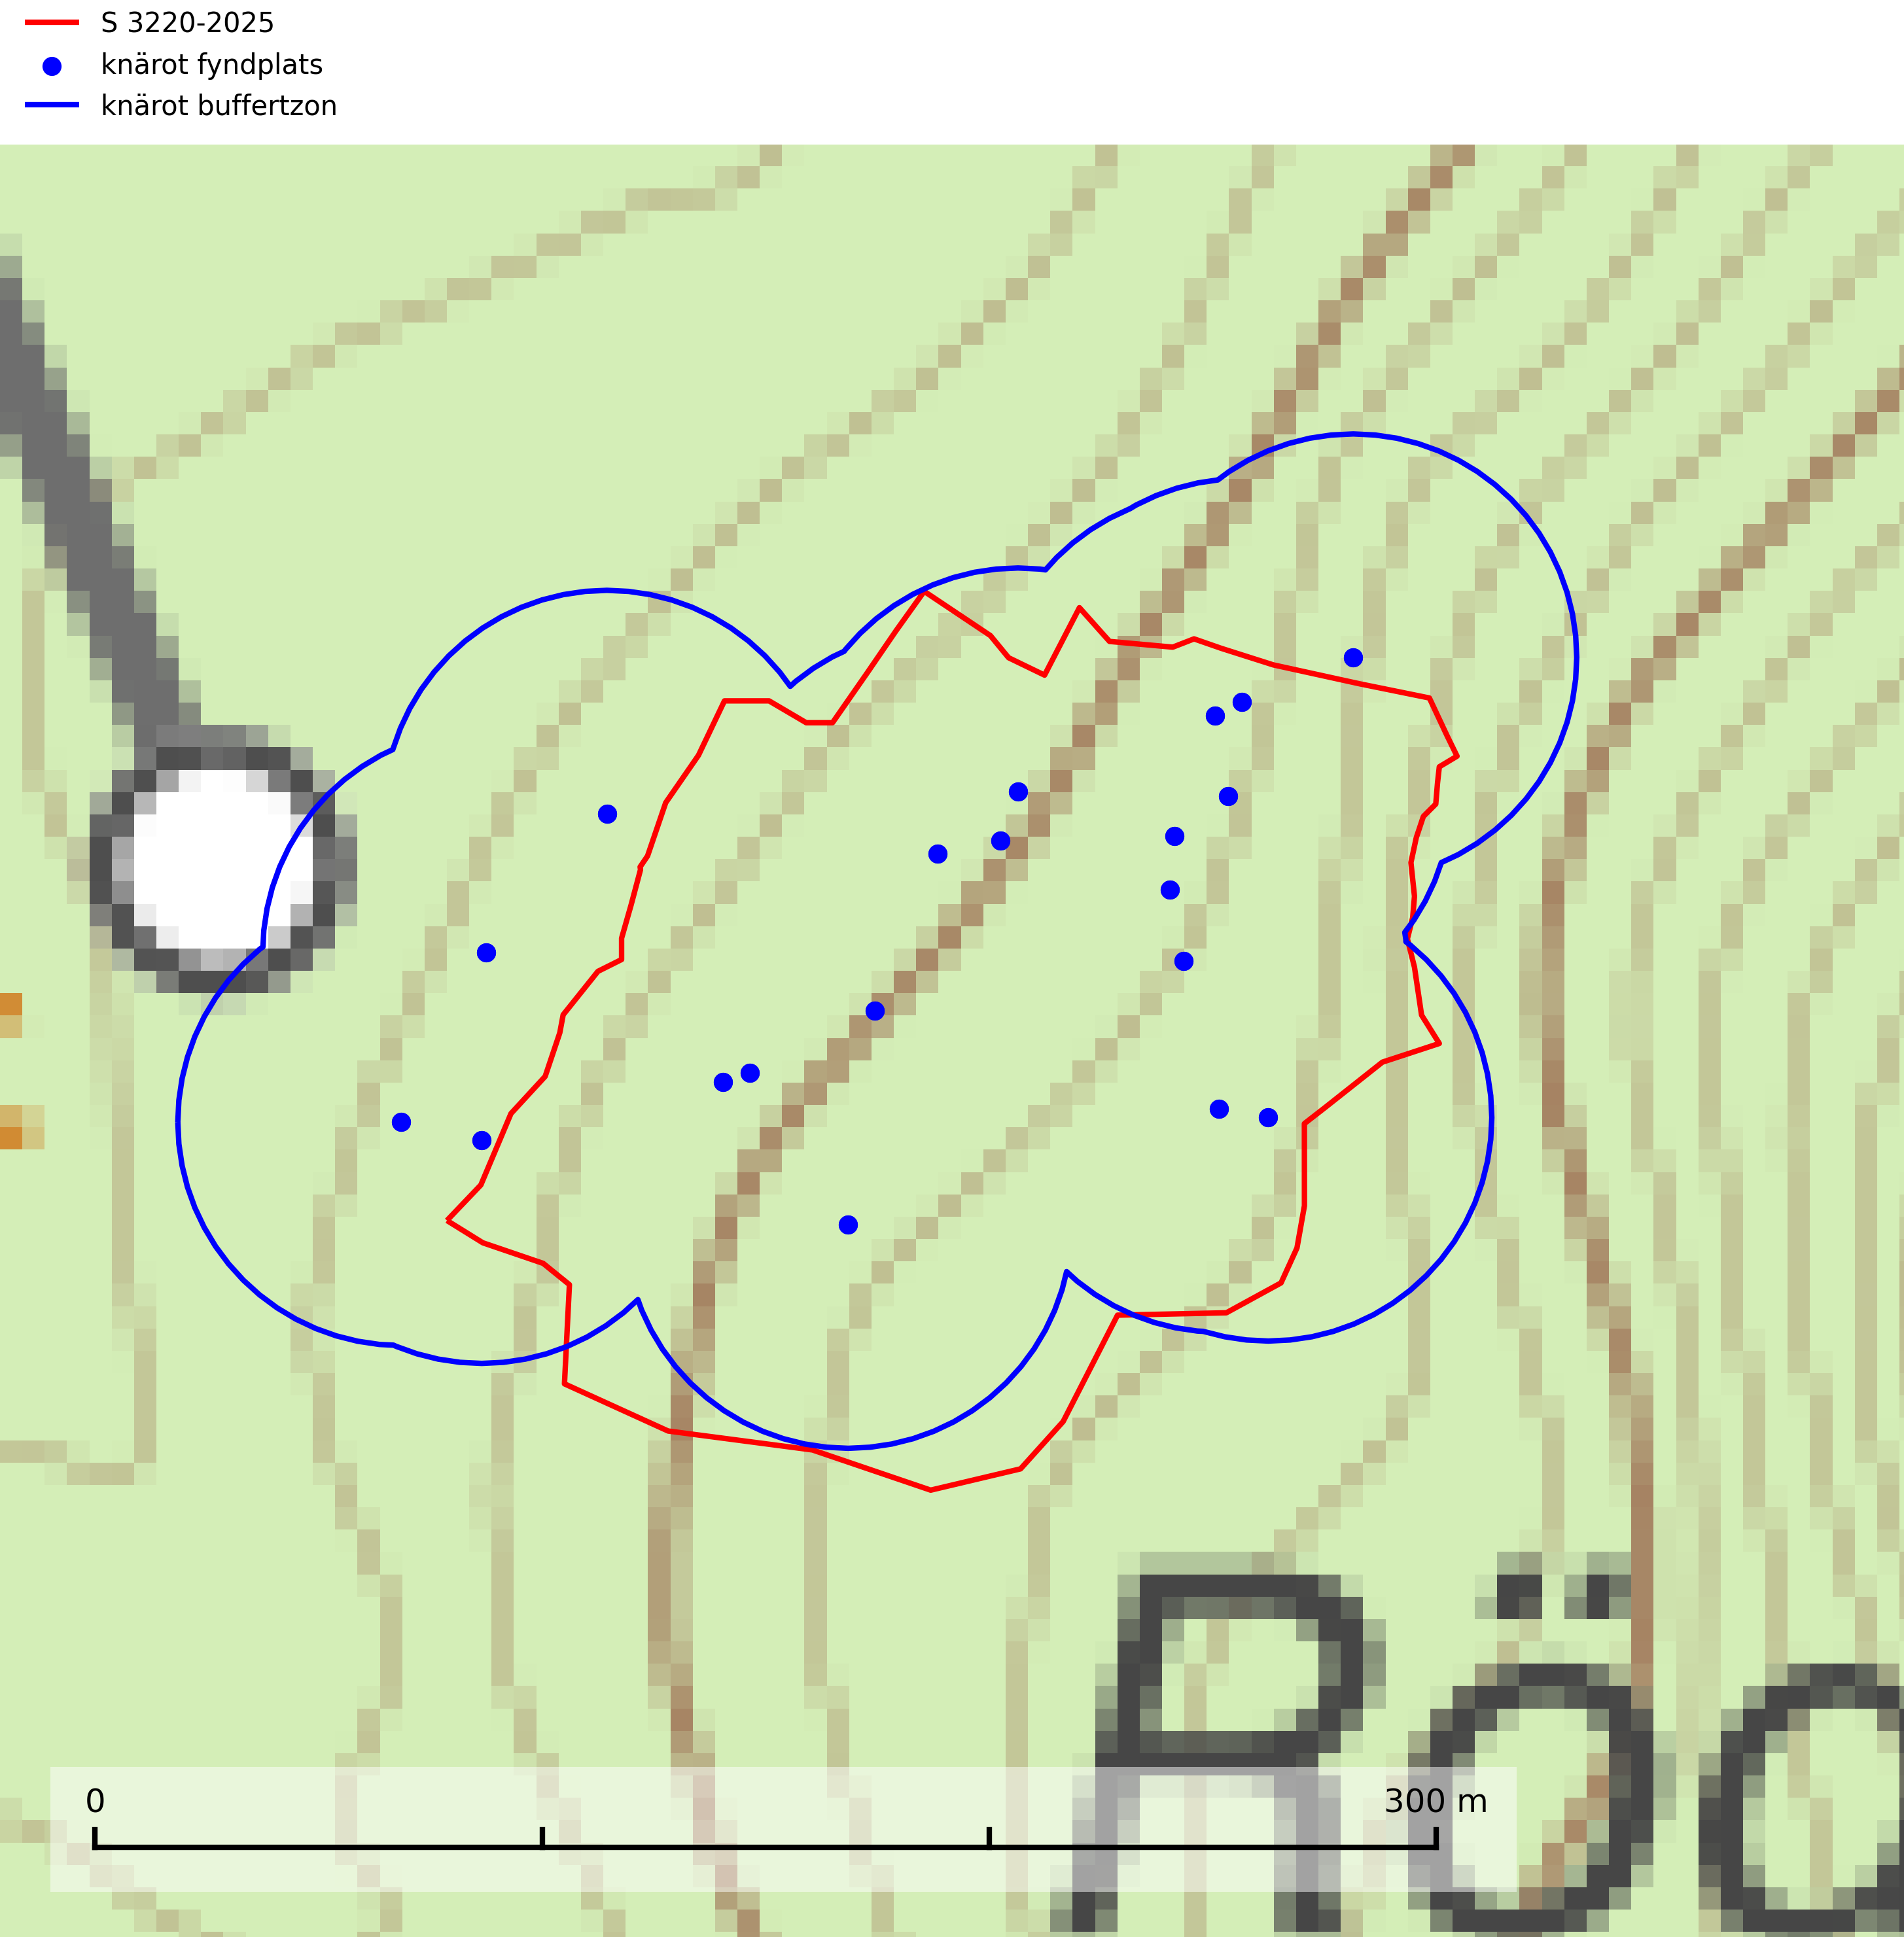 S 3220-2025
knärot fyndplats
knärot buffertzon
0 300 m